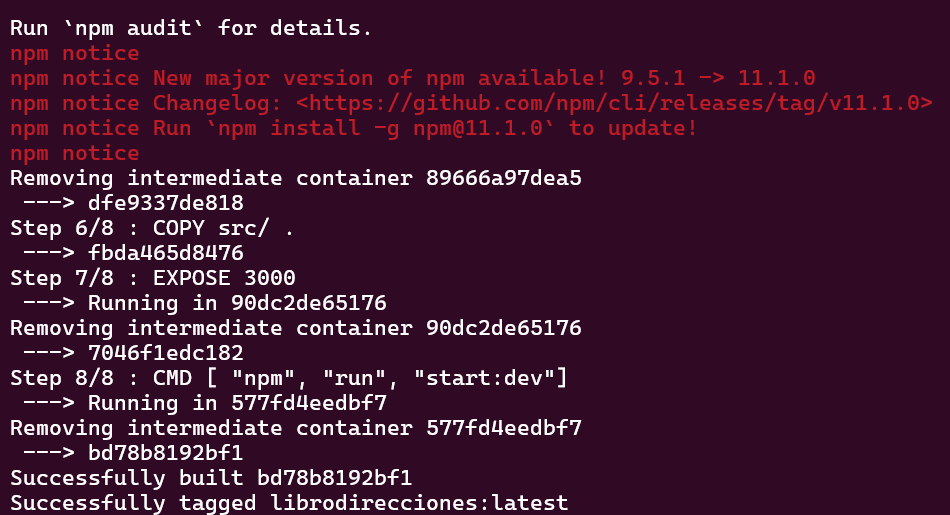 Run `npm audit` for details.
npm notice
npm notice New major version of npm available! 9.5.1 -> 11.1.0
npm notice Changelog: <https://github.com/npm/cli/releases/tag/v11.1.0>
npm notice Run `npm install -g npm@11.1.0` to update!
npm notice
Removing intermediate container 89666a97dea5
 ---> dfe9337de818
Step 6/8 : COPY src/ .
 ---> fbda465d8476
Step 7/8 : EXPOSE 3000
 ---> Running in 90dc2de65176
Removing intermediate container 90dc2de65176
 ---> 7046f1edc182
Step 8/8 : CMD [ "npm", "run", "start:dev"]
 ---> Running in 577fd4eedbf7
Removing intermediate container 577fd4eedbf7
 ---> bd78b8192bf1
Successfully built bd78b8192bf1
Successfully tagged librodirecciones:latest